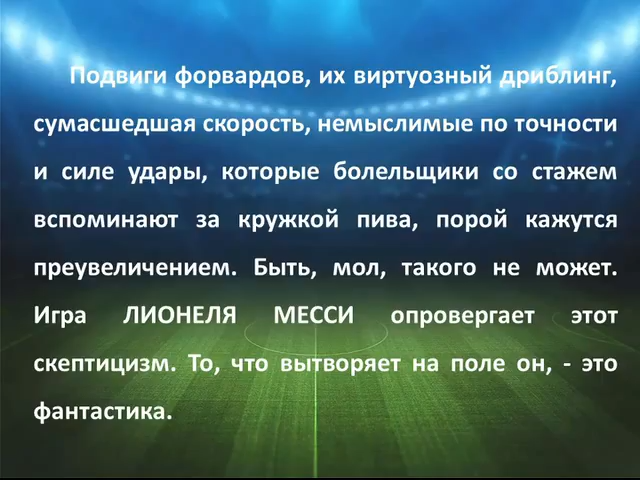 Подвиги форвардов, их виртуозный дриблинг,
сумасшедшая скорость, немыслимые по точности
и силе удары, которые болельщики со стажем
вспоминают за кружкой пива, порой кажутся
преувеличением. Быть, мол, такого не может.
Игра ЛИОНЕЛЯ МЕССИ опровергает этот
скептицизм. То, что вытворяет на поле он, - это
фантастика.